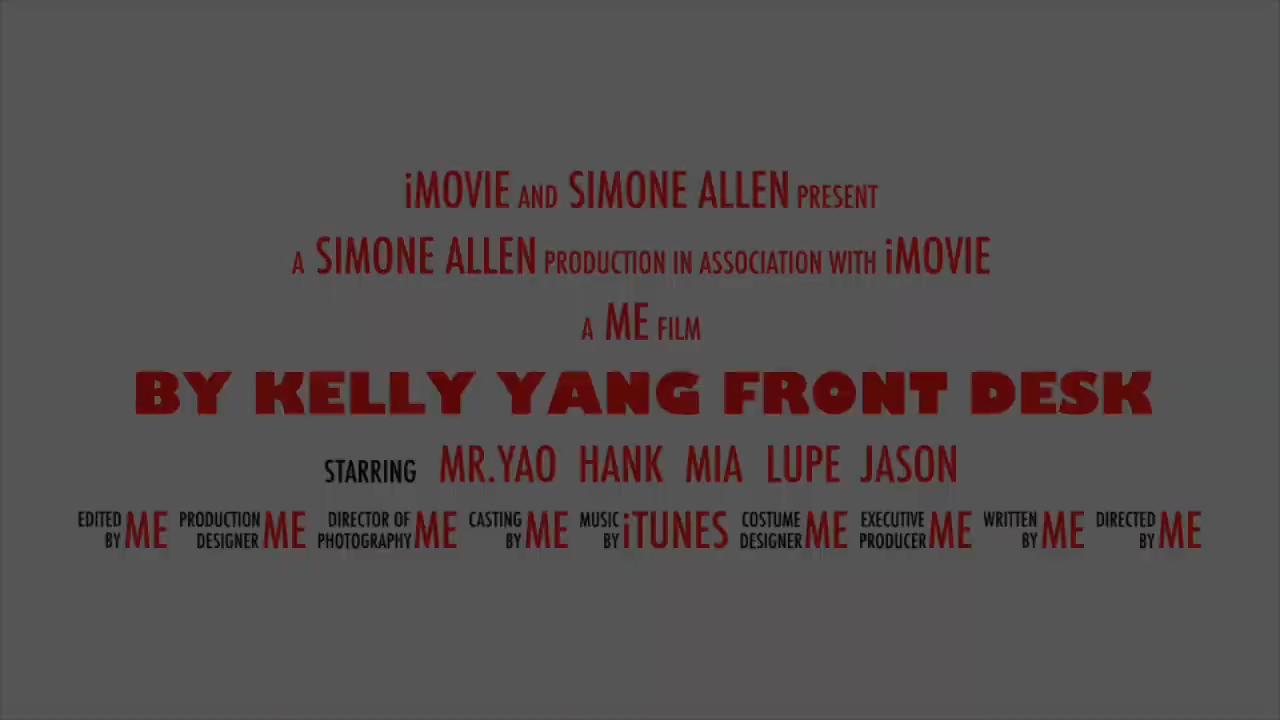 iMOVIE AND SIMONE ALLEN PRESENT
A SIMONE ALLEN PRODUCTION IN ASSOCIATION WITH iMOVIE
A ME FILM
BY KELLY YANG FRONT DESK
STARRING MR.YAO HANK MIA LUPE JASON
EDITED BY ME PRODUCTION DESIGNER ME DIRECTOR OF PHOTOGRAPHY ME CASTING BY ME MUSIC BY iTUNES COSTUME DESIGNER ME EXECUTIVE PRODUCER ME WRITTEN BY ME DIRECTED BY ME